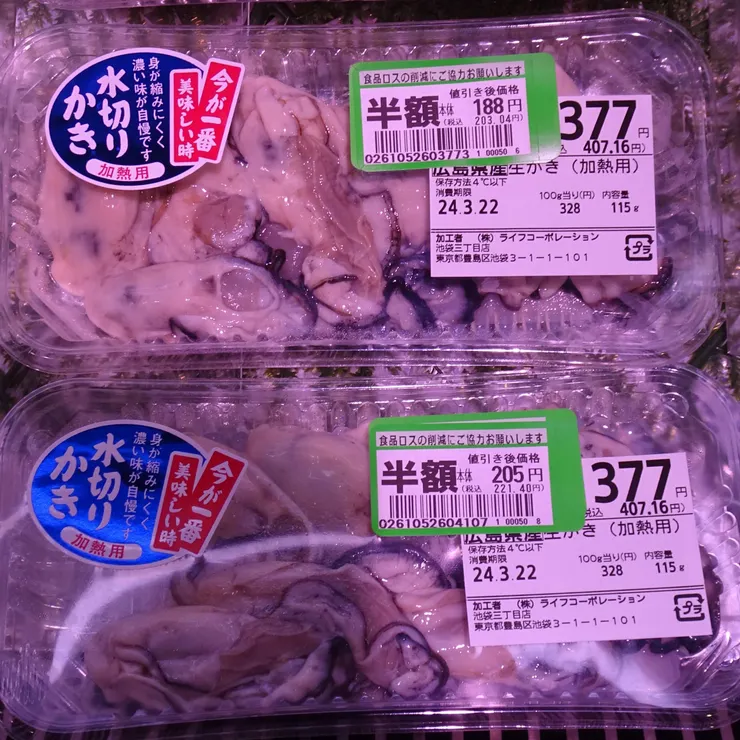 今が一番
美味しい時
身が縮みにくく
濃い味が自慢です
水切り
かき
加熱用
食品ロスの削減にご協力お願いします
値引き後価格
半額 本体 188円
(税込 203.04円)
0261052603773 100050 6
377円
407.16円
広島県産生かき(加熱用)
保存方法4℃以下
消費期限 100g当り(円) 内容量
24.3.22 328 115g
加工者 (株)ライフコーポレーション
池袋三丁目店
東京都豊島区池袋3-1-1-101
プラ
今が一番
美味しい時
身が縮みにくく
濃い味が自慢です
水切り
かき
加熱用
食品ロスの削減にご協力お願いします
値引き後価格
半額 本体 205円
(税込 221.40円)
0261052604107 100050 8
377円
税込 407.16円
広島県産生かき(加熱用)
保存方法4℃以下
消費期限 100g当り(円) 内容量
24.3.22 328 115g
加工者 (株)ライフコーポレーション
池袋三丁目店
東京都豊島区池袋3-1-1-101
プラ